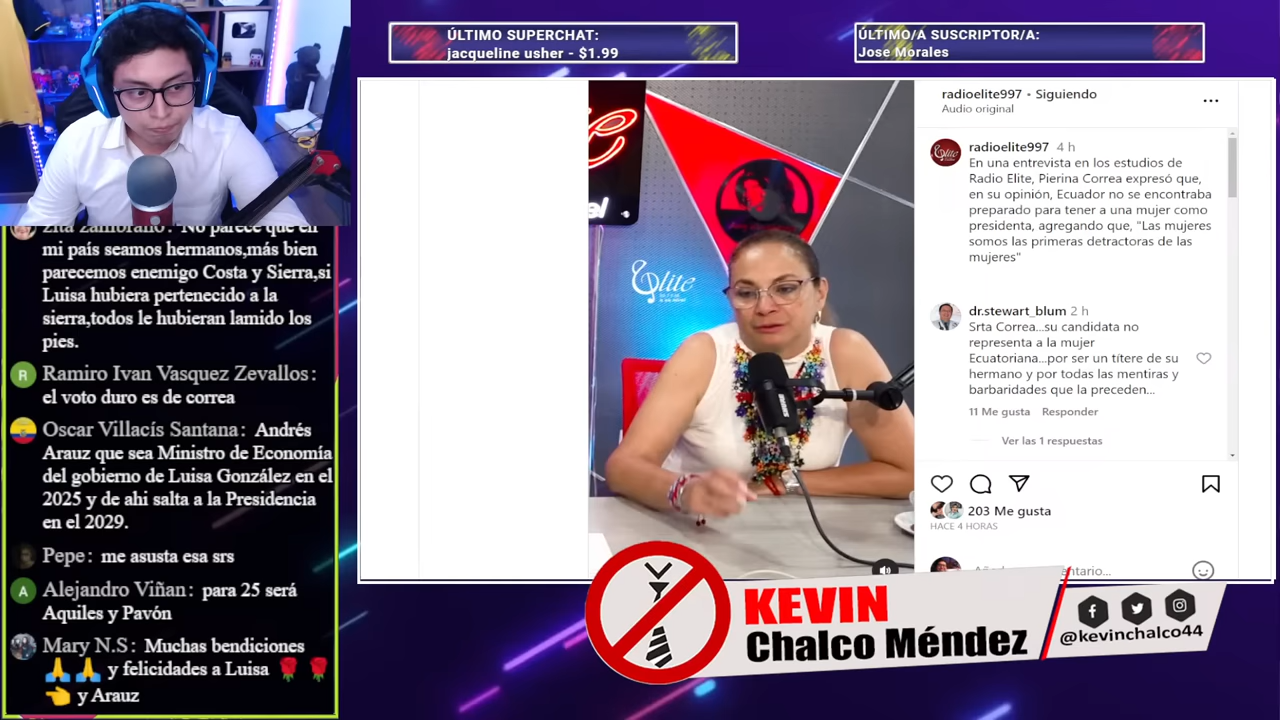 ÚLTIMO SUPERCHAT:
jacqueline usher - $1.99
ÚLTIMO/A SUSCRIPTOR/A:
Jose Morales
Zita Zambrano: "No parece que en
mi país seamos hermanos,más bien
parecemos enemigo Costa y Sierra,si
Luisa hubiera pertenecido a la
sierra,todos le hubieran lamido los
pies.
R
Ramiro Ivan Vasquez Zevallos:
el voto duro es de correa
Oscar Villacís Santana: Andrés
Arauz que sea Ministro de Economía
del gobierno de Luisa González en el
2025 y de ahi salta a la Presidencia
en el 2029.
Pepe: me asusta esa srs
A
Alejandro Viñan: para 25 será
Aquiles y Pavón
Mary N.S: Muchas bendiciones
🙏 🙏 y felicidades a Luisa 🌹 🌹
👈 y Arauz
Elite
radioelite997 • Siguiendo
Audio original
radioelite997 4 h
En una entrevista en los estudios de
Radio Elite, Pierina Correa expresó que,
en su opinión, Ecuador no se encontraba
preparado para tener a una mujer como
presidenta, agregando que, "Las mujeres
somos las primeras detractoras de las
mujeres"
dr.stewart_blum 2 h
Srta Correa...su candidata no
representa a la mujer
Ecuatoriana...por ser un títere de su
hermano y por todas las mentiras y
barbaridades que la preceden...
11 Me gusta Responder
Ver las 1 respuestas
203 Me gusta
HACE 4 HORAS
KEVIN
Chalco Méndez
@kevinchalco44